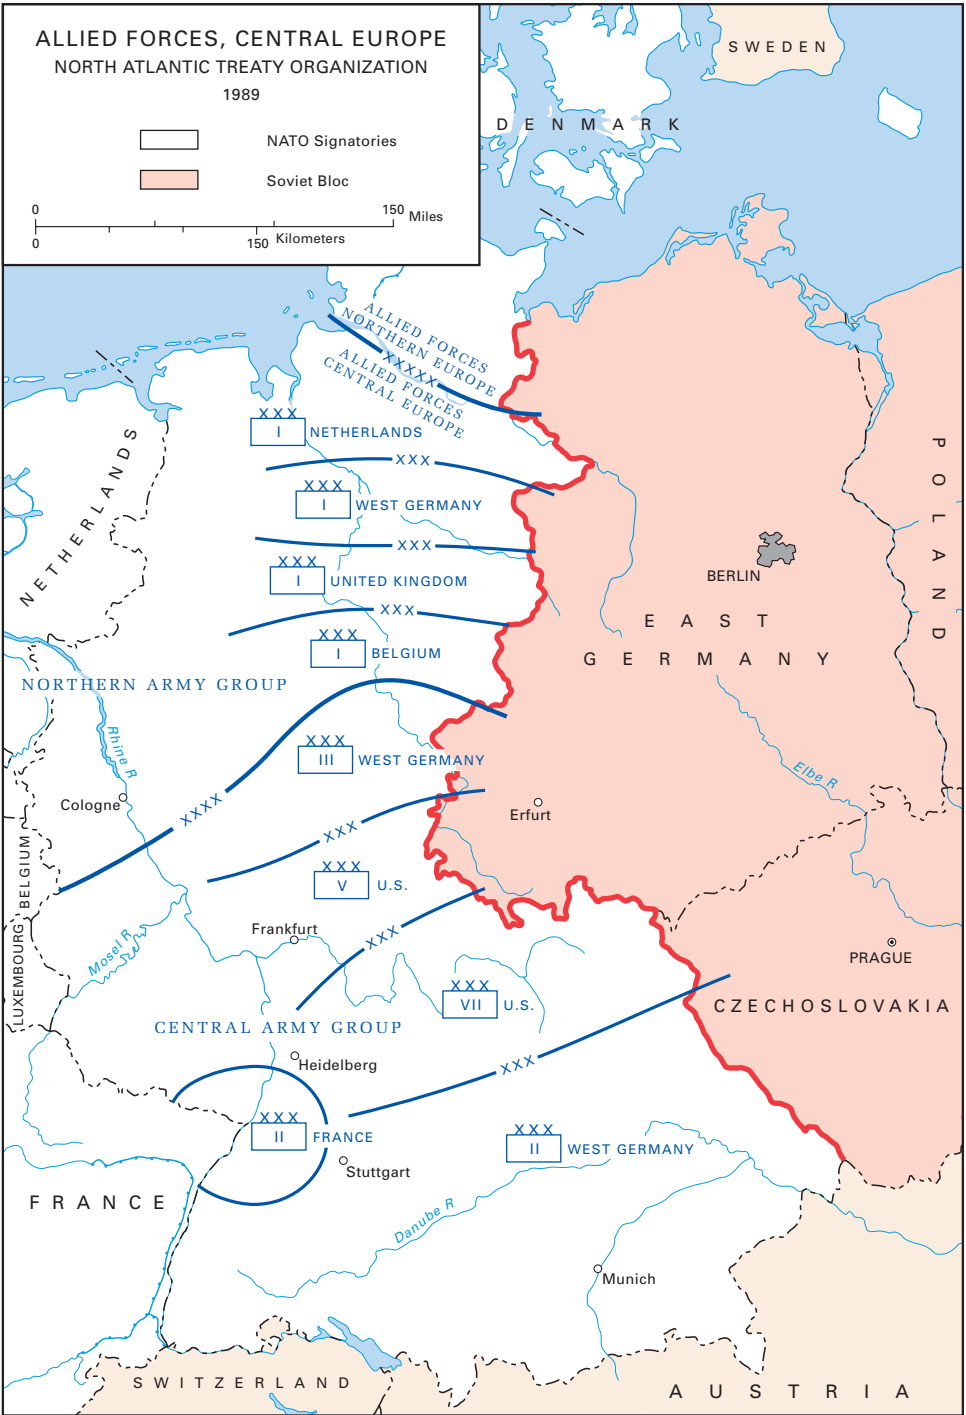 ALLIED FORCES, CENTRAL EUROPE
NORTH ATLANTIC TREATY ORGANIZATION
1989
NATO Signatories
Soviet Bloc
0 150 Miles
0 150 Kilometers
SWEDEN
DENMARK
ALLIED FORCES
NORTHERN EUROPE
XXXXX
ALLIED FORCES
CENTRAL EUROPE
NETHERLANDS
XXX
I NETHERLANDS
XXX
XXX
I WEST GERMANY
XXX
XXX
I UNITED KINGDOM
XXX
XXX
I BELGIUM
NORTHERN ARMY GROUP
POLAND
BERLIN
EAST
GERMANY
Rhine R
XXX
III WEST GERMANY
Elbe R
Cologne
XXXX
Erfurt
XXX
BELGIUM
XXX
V U.S.
LUXEMBOURG
Mosel R
Frankfurt
XXX
PRAGUE
XXX
VII U.S.
CZECHOSLOVAKIA
CENTRAL ARMY GROUP
Heidelberg
XXX
XXX
II FRANCE
XXX
II WEST GERMANY
Stuttgart
FRANCE
Danube R
Munich
SWITZERLAND
AUSTRIA